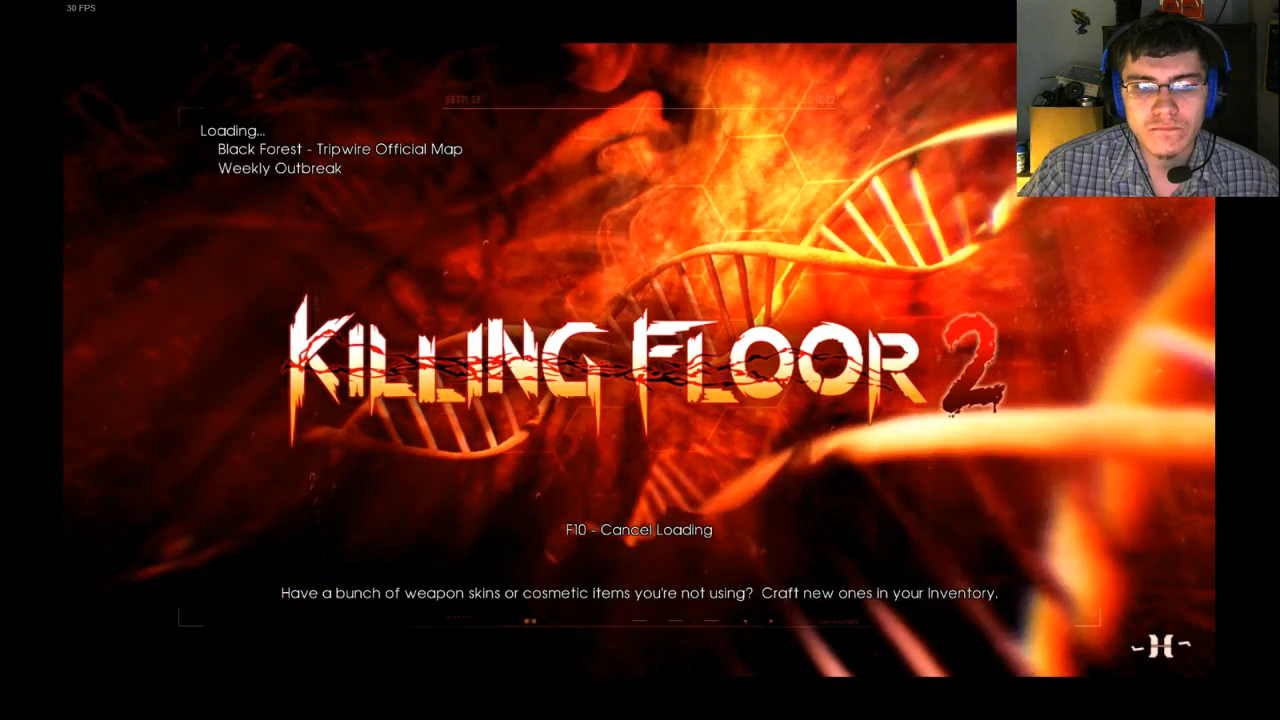 30 FPS
Loading...
Black Forest - Tripwire Official Map
Weekly Outbreak
KILLING FLOOR 2
F10 - Cancel Loading
Have a bunch of weapon skins or cosmetic items you're not using? Craft new ones in your Inventory.